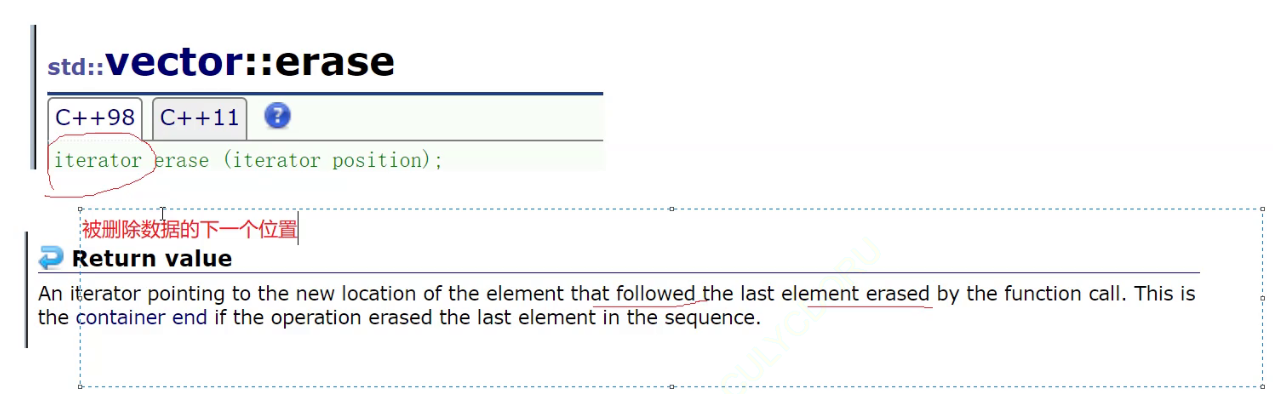 std::vector::erase
C++98 C++11 ?
iterator erase (iterator position);
被删除数据的下一个位置
Return value
An iterator pointing to the new location of the element that followed the last element erased by the function call. This is
the container end if the operation erased the last element in the sequence.